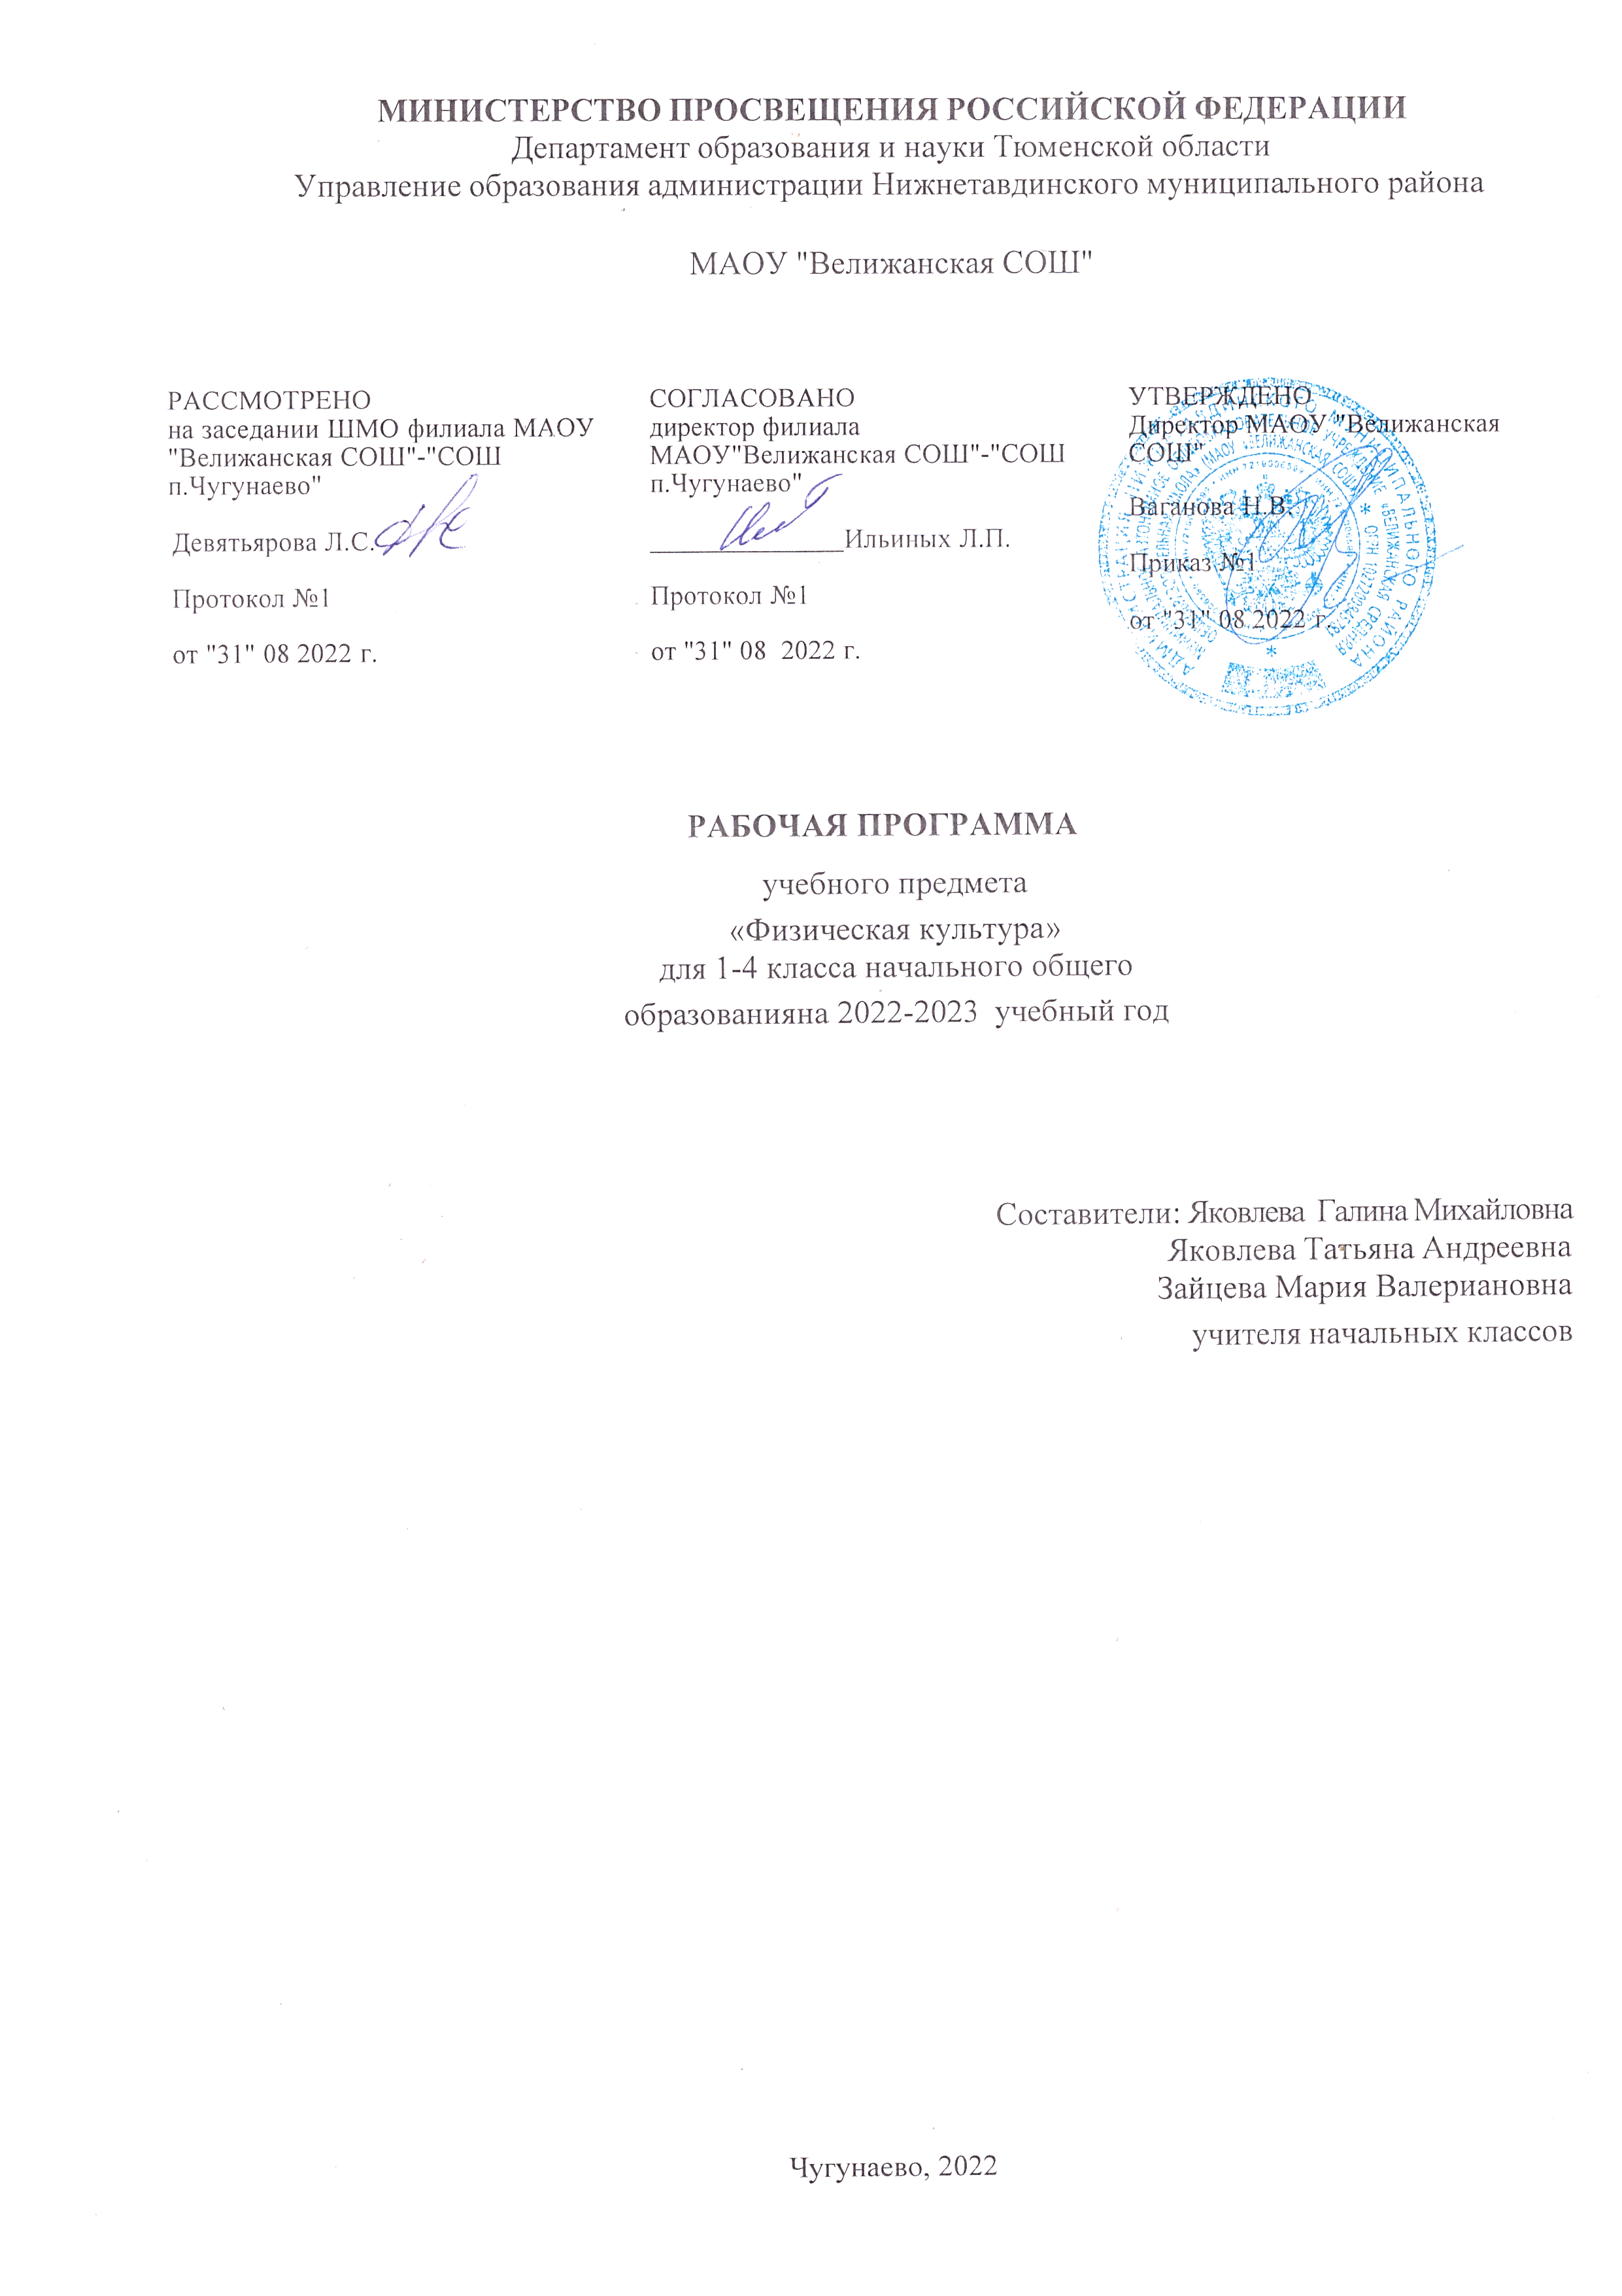 МИНИСТЕРСТВО ПРОСВЕЩЕНИЯ РОССИЙСКОЙ ФЕДЕРАЦИИ
Департамент образования и науки Тюменской области
Управление образования администрации Нижнетавдинского муниципального района
МАОУ "Велижанская СОШ"
РАССМОТРЕНО
на заседании ШМО филиала МАОУ
"Велижанская СОШ"-"СОШ
п.Чугунаево"
Девятьярова Л.С.
Протокол №1
от "31" 08 2022 г.
СОГЛАСОВАНО
директор филиала
МАОУ"Велижанская СОШ"-"СОШ
п.Чугунаево"
______________Ильиных Л.П.
Протокол №1
от "31" 08  2022 г.
УТВЕРЖДЕНО
Директор МАОУ "Велижанская
СОШ"
Ваганова Н.В.
Приказ №1
от "31" 08 2022 г.
РАБОЧАЯ ПРОГРАММА
учебного предмета
«Физическая культура»
для 1-4 класса начального общего
образованияна 2022-2023  учебный год
Составители: Яковлева  Галина Михайловна
Яковлева Татьяна Андреевна
Зайцева Мария Валериановна
учителя начальных классов
Чугунаево, 2022